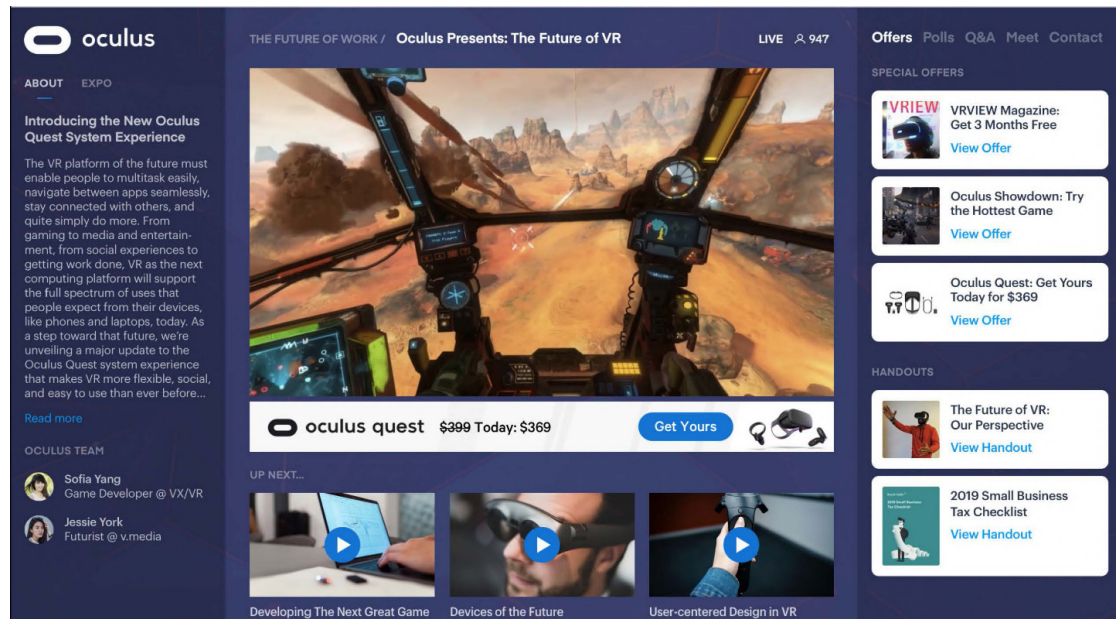 oculus
ABOUT EXPO
Introducing the New Oculus
Quest System Experience
The VR platform of the future must
enable people to multitask easily,
navigate between apps seamlessly,
stay connected with others, and
quite simply do more. From
gaming to media and entertain-
ment, from social experiences to
getting work done, VR as the next
computing platform will support
the full spectrum of uses that
people expect from their devices,
like phones and laptops, today. As
a step toward that future, we're
unveiling a major update to the
Oculus Quest system experience
that makes VR more flexible, social,
and easy to use than ever before...
Read more
OCULUS TEAM
Sofia Yang
Game Developer @ VX/VR
Jessie York
Futurist @ v.media
THE FUTURE OF WORK / Oculus Presents: The Future of VR
LIVE 947
oculus quest $399 Today: $369
Get Yours
UP NEXT...
Developing The Next Great Game
Devices of the Future
User-centered Design in VR
Offers Polls Q&A Meet Contact
SPECIAL OFFERS
VRIEW
VRVIEW Magazine:
Get 3 Months Free
View Offer
Oculus Showdown: Try
the Hottest Game
View Offer
Oculus Quest: Get Yours
Today for $369
View Offer
HANDOUTS
The Future of VR:
Our Perspective
View Handout
2019 Small Business
Tax Checklist
2019 Small Business
Tax Checklist
View Handout